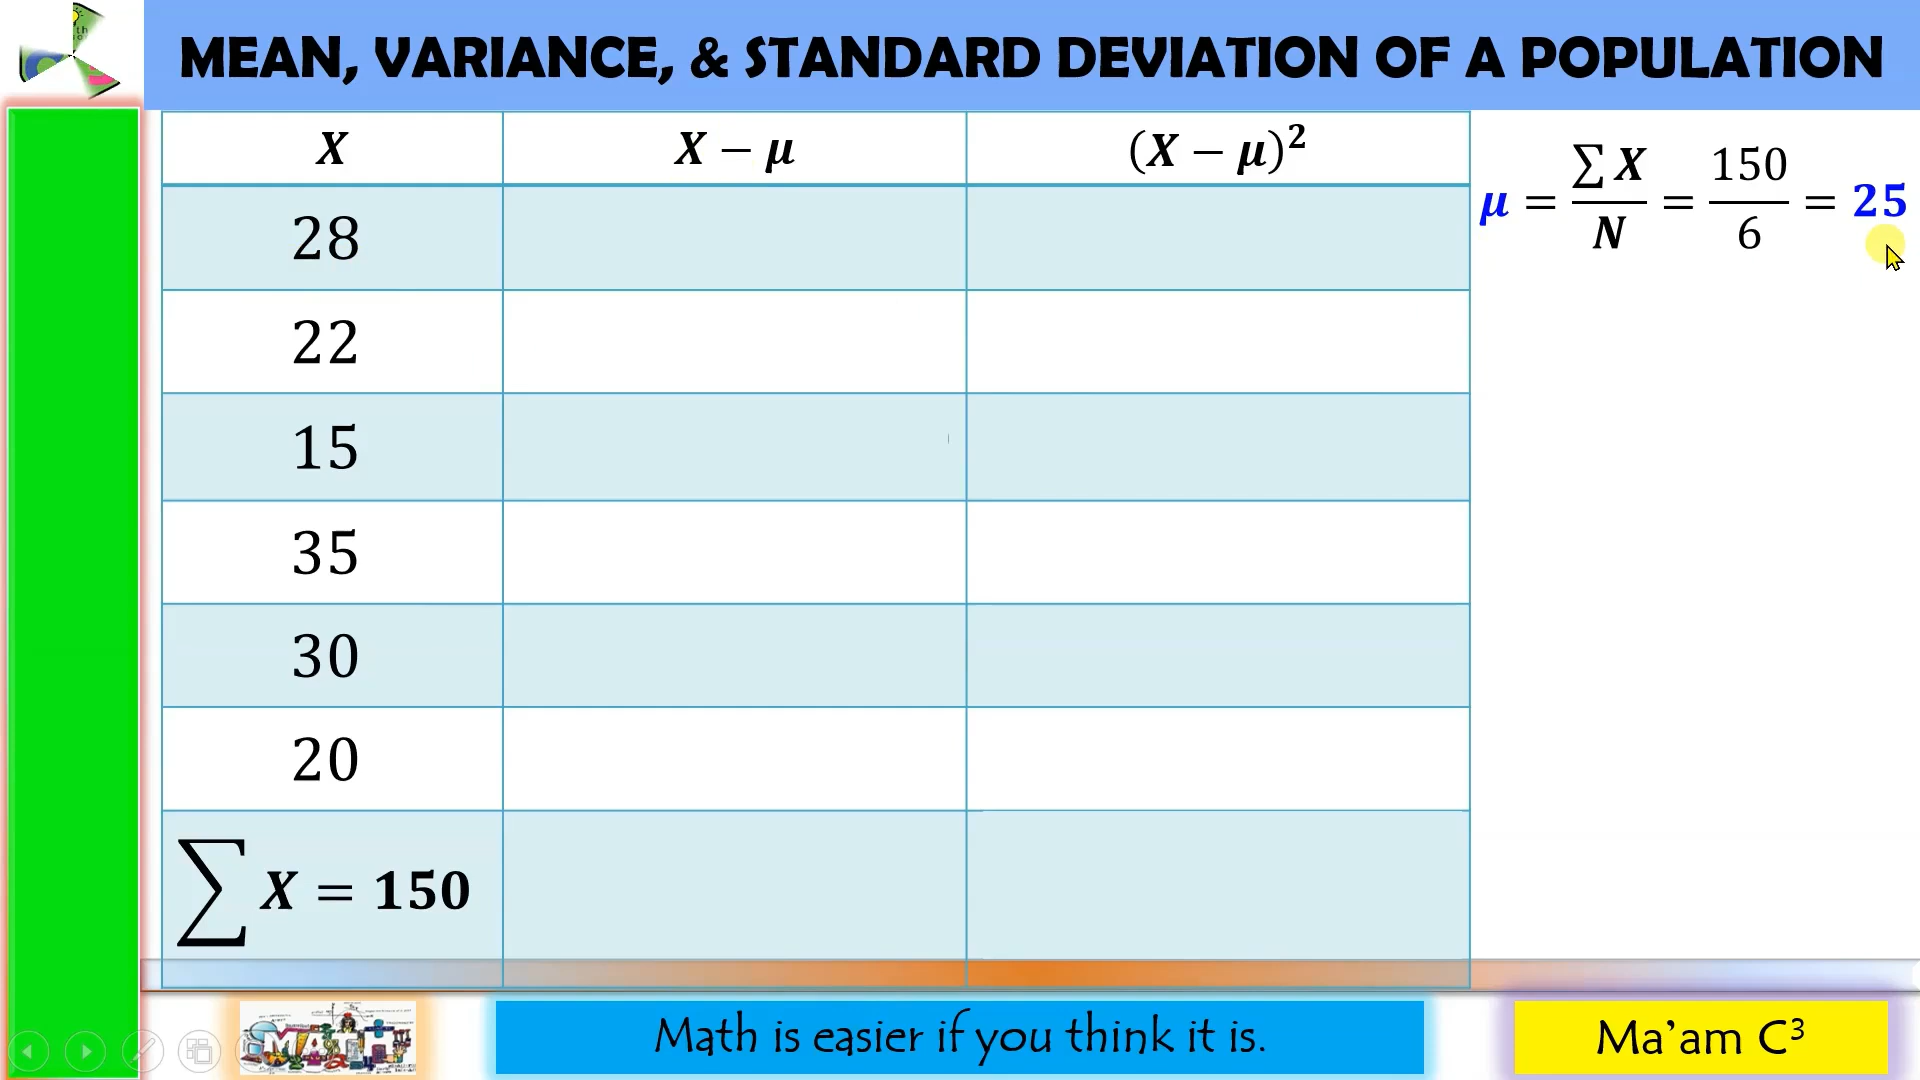 MEAN, VARIANCE, & STANDARD DEVIATION OF A POPULATION
X X − μ (X − μ)²
μ = ∑X/N = 150/6 = 25
28
22
15
35
30
20
∑ X = 150
MATH
Math is easier if you think it is.
Ma'am C³